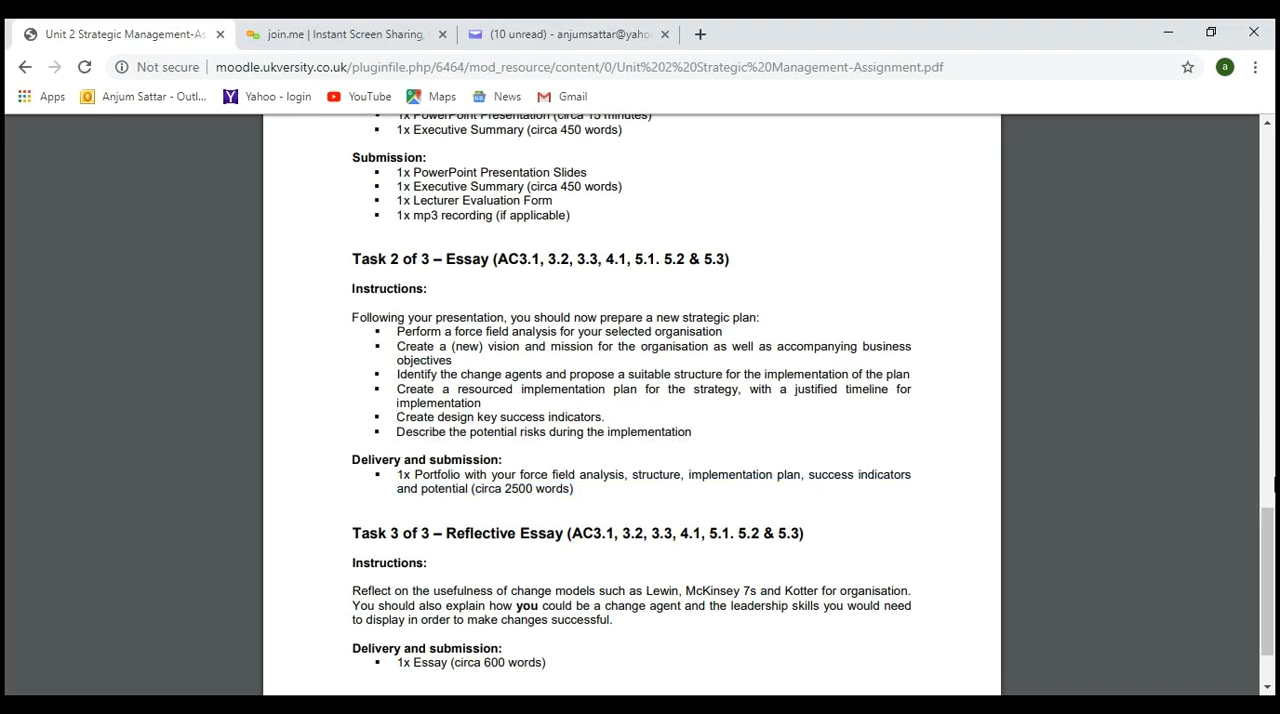 Unit 2 Strategic Management-As
join.me | Instant Screen Sharing,
(10 unread) - anjumsattar@yaho
Not secure
moodle.ukversity.co.uk/pluginfile.php/6464/mod_resource/content/0/Unit%202%20Strategic%20Management-Assignment.pdf
a
Apps
Anjum Sattar - Outl...
Yahoo - login
YouTube
Maps
News
Gmail
▪ 1x PowerPoint Presentation (circa 15 minutes)
▪ 1x Executive Summary (circa 450 words)
Submission:
▪ 1x PowerPoint Presentation Slides
▪ 1x Executive Summary (circa 450 words)
▪ 1x Lecturer Evaluation Form
▪ 1x mp3 recording (if applicable)
Task 2 of 3 – Essay (AC3.1, 3.2, 3.3, 4.1, 5.1. 5.2 & 5.3)
Instructions:
Following your presentation, you should now prepare a new strategic plan:
▪ Perform a force field analysis for your selected organisation
▪ Create a (new) vision and mission for the organisation as well as accompanying business
objectives
▪ Identify the change agents and propose a suitable structure for the implementation of the plan
▪ Create a resourced implementation plan for the strategy, with a justified timeline for
implementation
▪ Create design key success indicators.
▪ Describe the potential risks during the implementation
Delivery and submission:
▪ 1x Portfolio with your force field analysis, structure, implementation plan, success indicators
and potential (circa 2500 words)
Task 3 of 3 – Reflective Essay (AC3.1, 3.2, 3.3, 4.1, 5.1. 5.2 & 5.3)
Instructions:
Reflect on the usefulness of change models such as Lewin, McKinsey 7s and Kotter for organisation.
You should also explain how you could be a change agent and the leadership skills you would need
to display in order to make changes successful.
Delivery and submission:
▪ 1x Essay (circa 600 words)